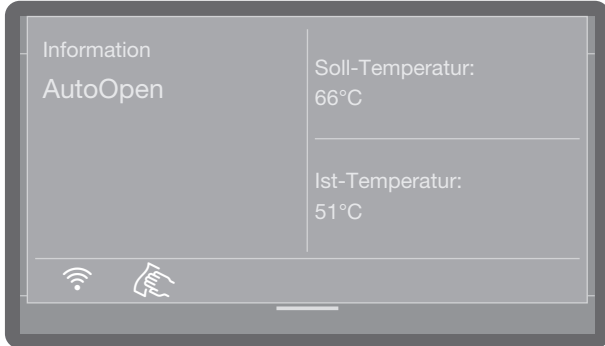 Information
AutoOpen
Soll-Temperatur:
66°C
Ist-Temperatur:
51°C